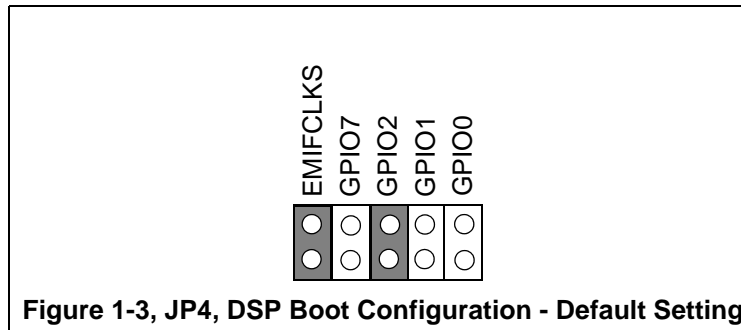 EMIFCLKS
GPIO7
GPIO2
GPIO1
GPIO0
Figure 1-3, JP4, DSP Boot Configuration - Default Setting